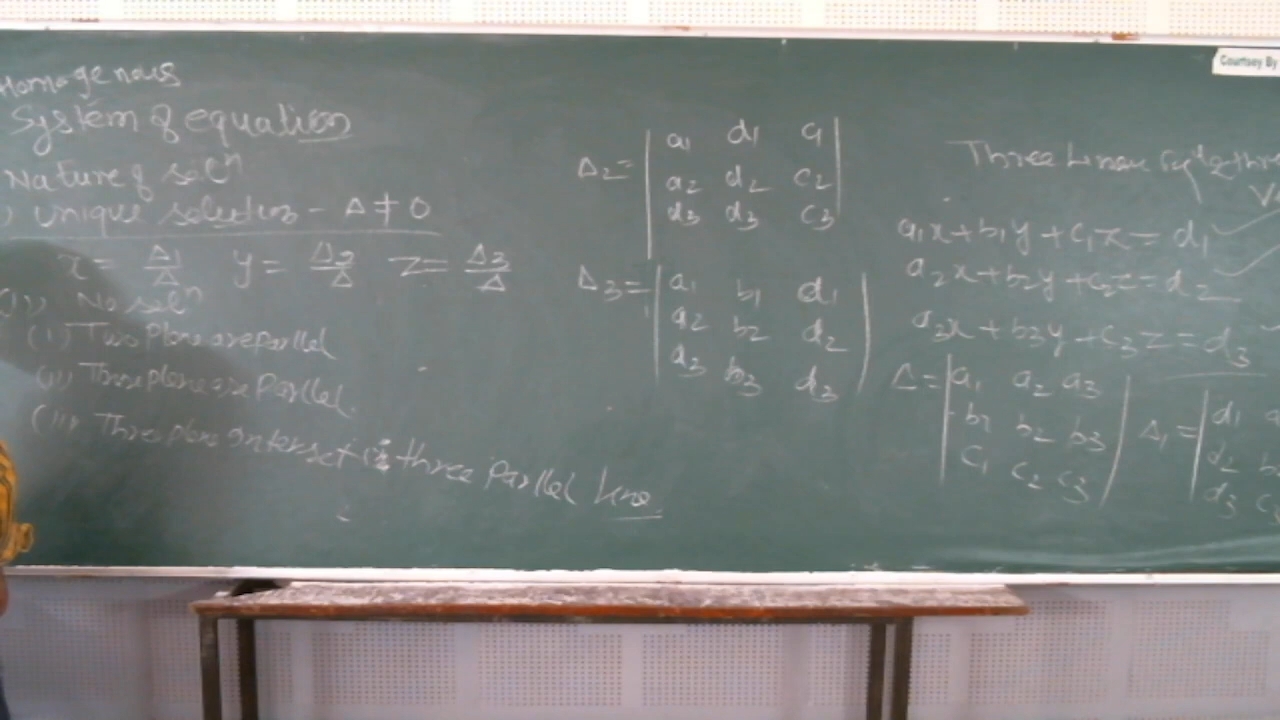 Homogenous
System of equation
Nature of solⁿ
) unique solution - Δ ≠ 0
x = Δ1/Δ y = Δ2/Δ z = Δ3/Δ
(ii) No solⁿ
(i) Two plane are parllel
(ii) Three plane are Parllel.
(iii) Three plane intersect in three Parllel line.
Δ2 = | a1 d1 c1 |
| a2 d2 c2 |
| d3 d3 c3 |
Δ3 = | a1 b1 d1 |
| a2 b2 d2 |
| a3 b3 d3 |
Courtsey By
Three Linear
a1x + b1y + c1z = d1
a2x + b2y + c2z = d2
a3x + b3y + c3z = d3
Δ = | a1 a2 a3 |
| b1 b2 b3 |
| c1 c2 c3 |
Δ1 = | d1
d2 b
d3 c